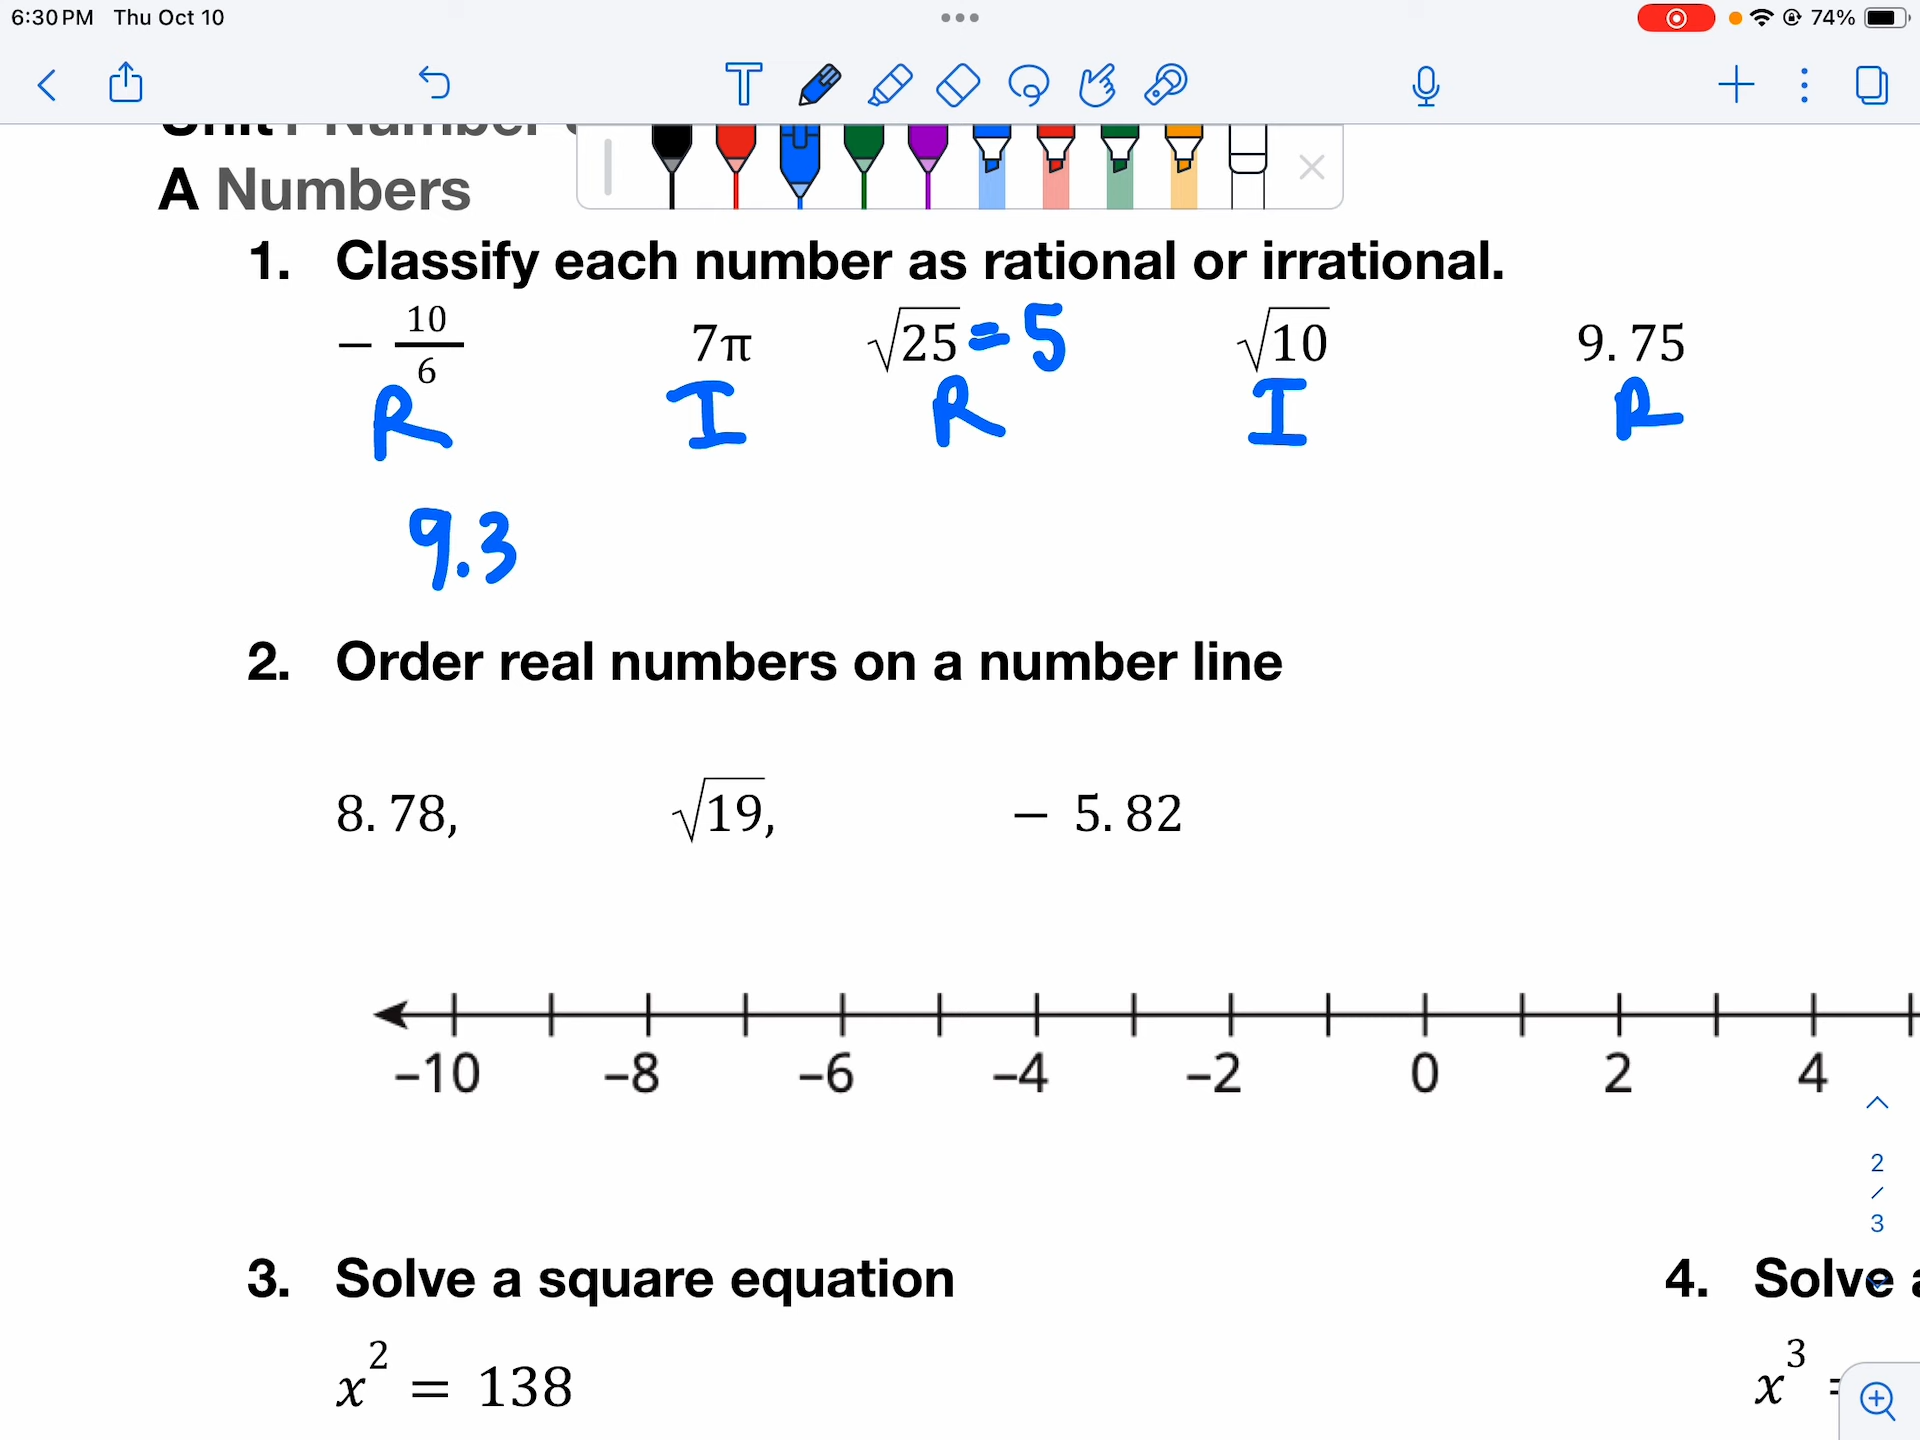 6:30 PM Thu Oct 10 74%
A Numbers
1. Classify each number as rational or irrational.
− 10/6 7π √25 = 5 √10 9.75
R I R I R
9.3
2. Order real numbers on a number line
8.78, √19, − 5.82
−10 −8 −6 −4 −2 0 2 4
2 / 3
3. Solve a square equation 4. Solve
x² = 138 x³ =